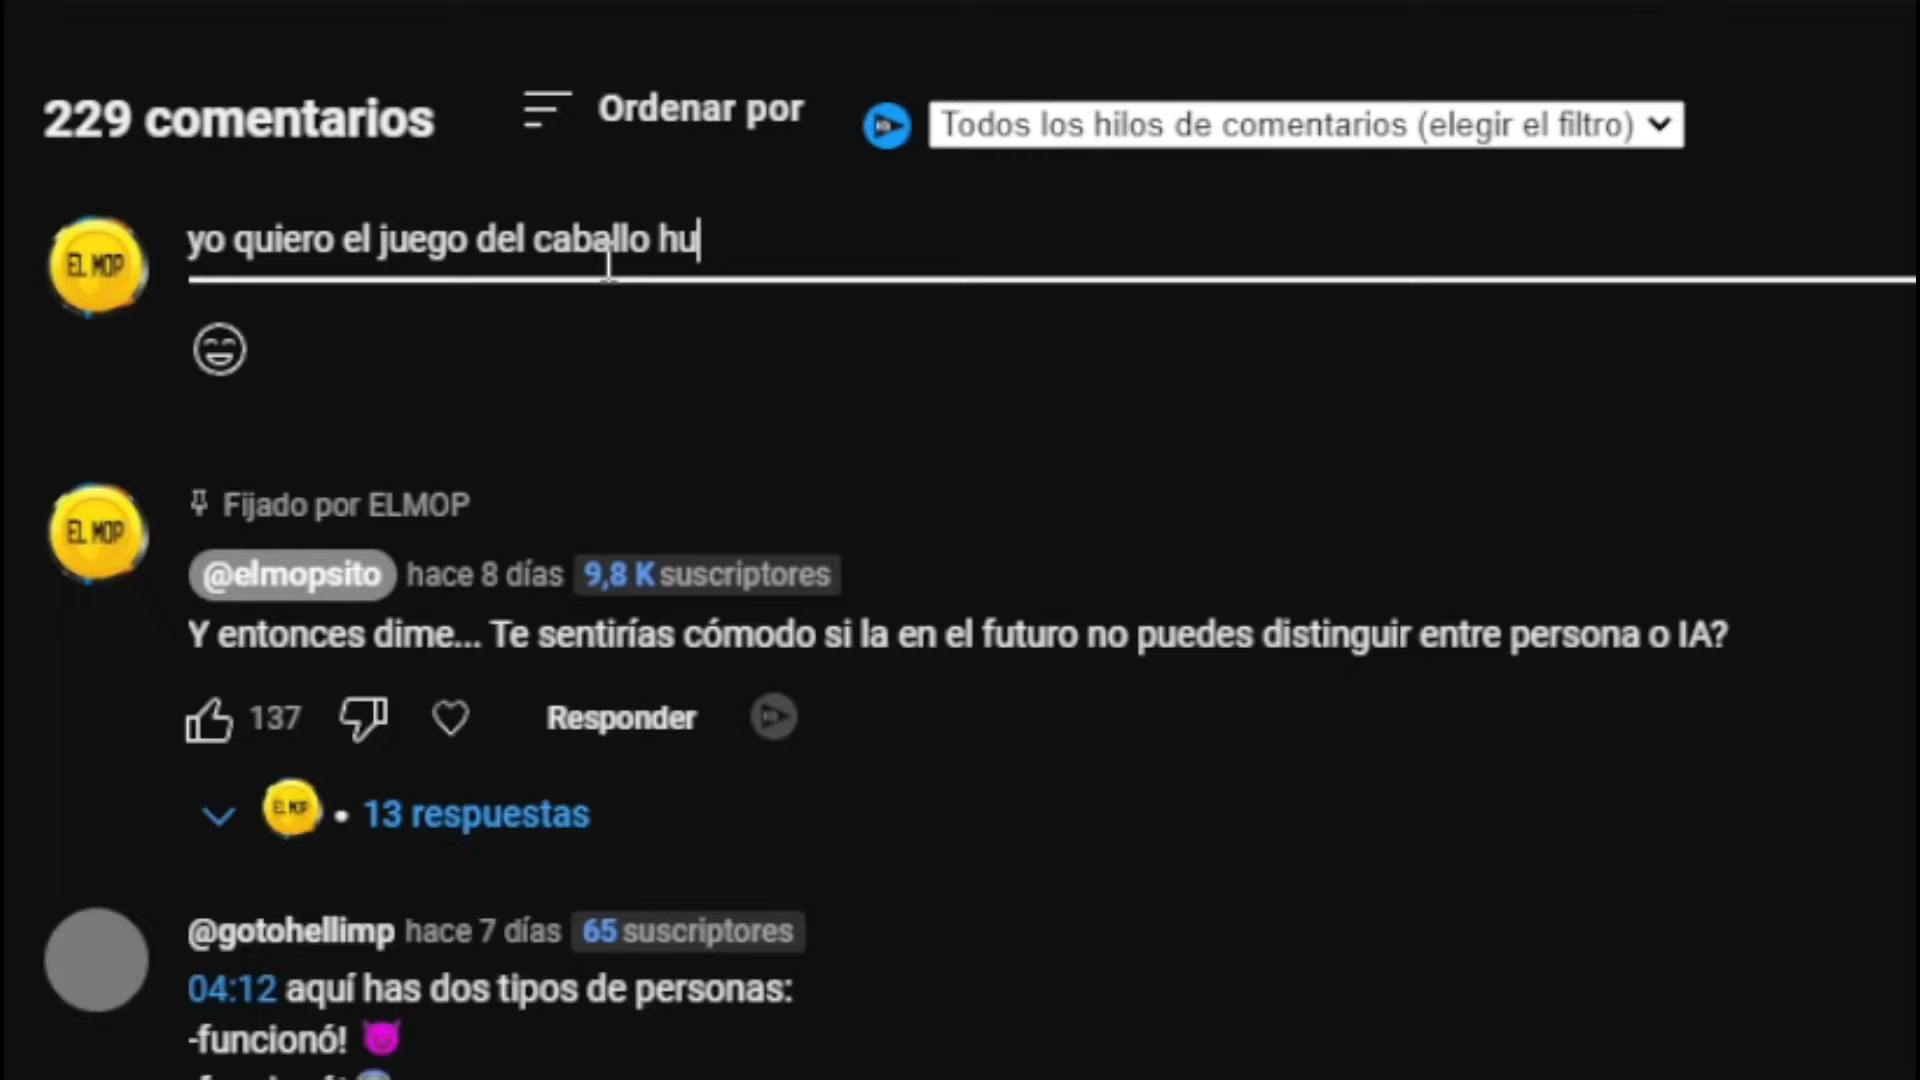 229 comentarios
Ordenar por
Todos los hilos de comentarios (elegir el filtro)
EL MOP
yo quiero el juego del caballo hu
EL MOP
Fijado por ELMOP
@elmopsito hace 8 días 9,8 K suscriptores
Y entonces dime... Te sentirías cómodo si la en el futuro no puedes distinguir entre persona o IA?
137
Responder
EL MOP
• 13 respuestas
@gotohellimp hace 7 días 65 suscriptores
04:12 aquí has dos tipos de personas:
-funcionó! 😈